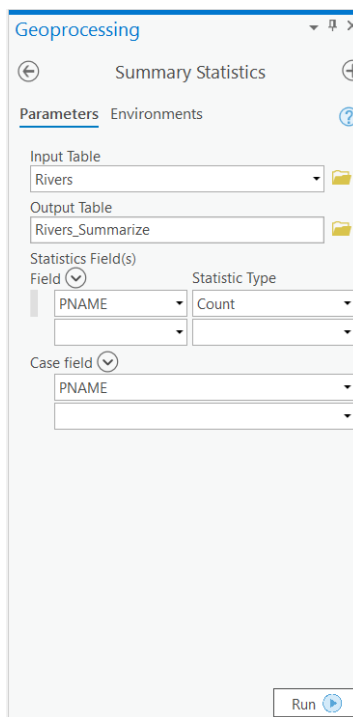 Geoprocessing
Summary Statistics
Parameters Environments
Input Table
Rivers
Output Table
Rivers_Summarize
Statistics Field(s)
Field Statistic Type
PNAME Count
Case field
PNAME
Run